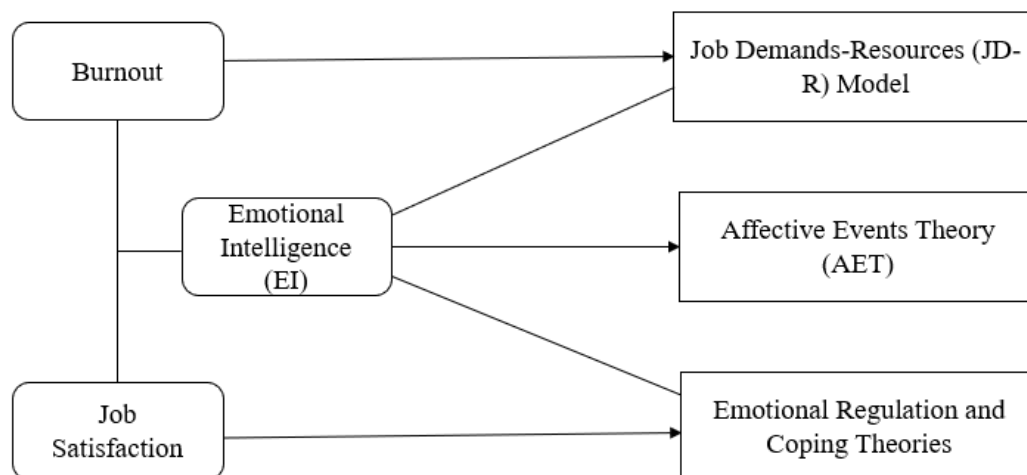 Burnout
Job Demands-Resources (JD-
R) Model
Emotional
Intelligence
(EI)
Affective Events Theory
(AET)
Job
Satisfaction
Emotional Regulation and
Coping Theories